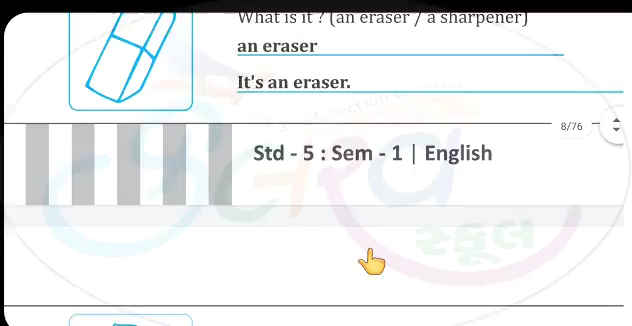 What is it ? (an eraser / a sharpener)
an eraser
It's an eraser.
8/76
Std - 5 : Sem - 1 | English
સ્કૂલ